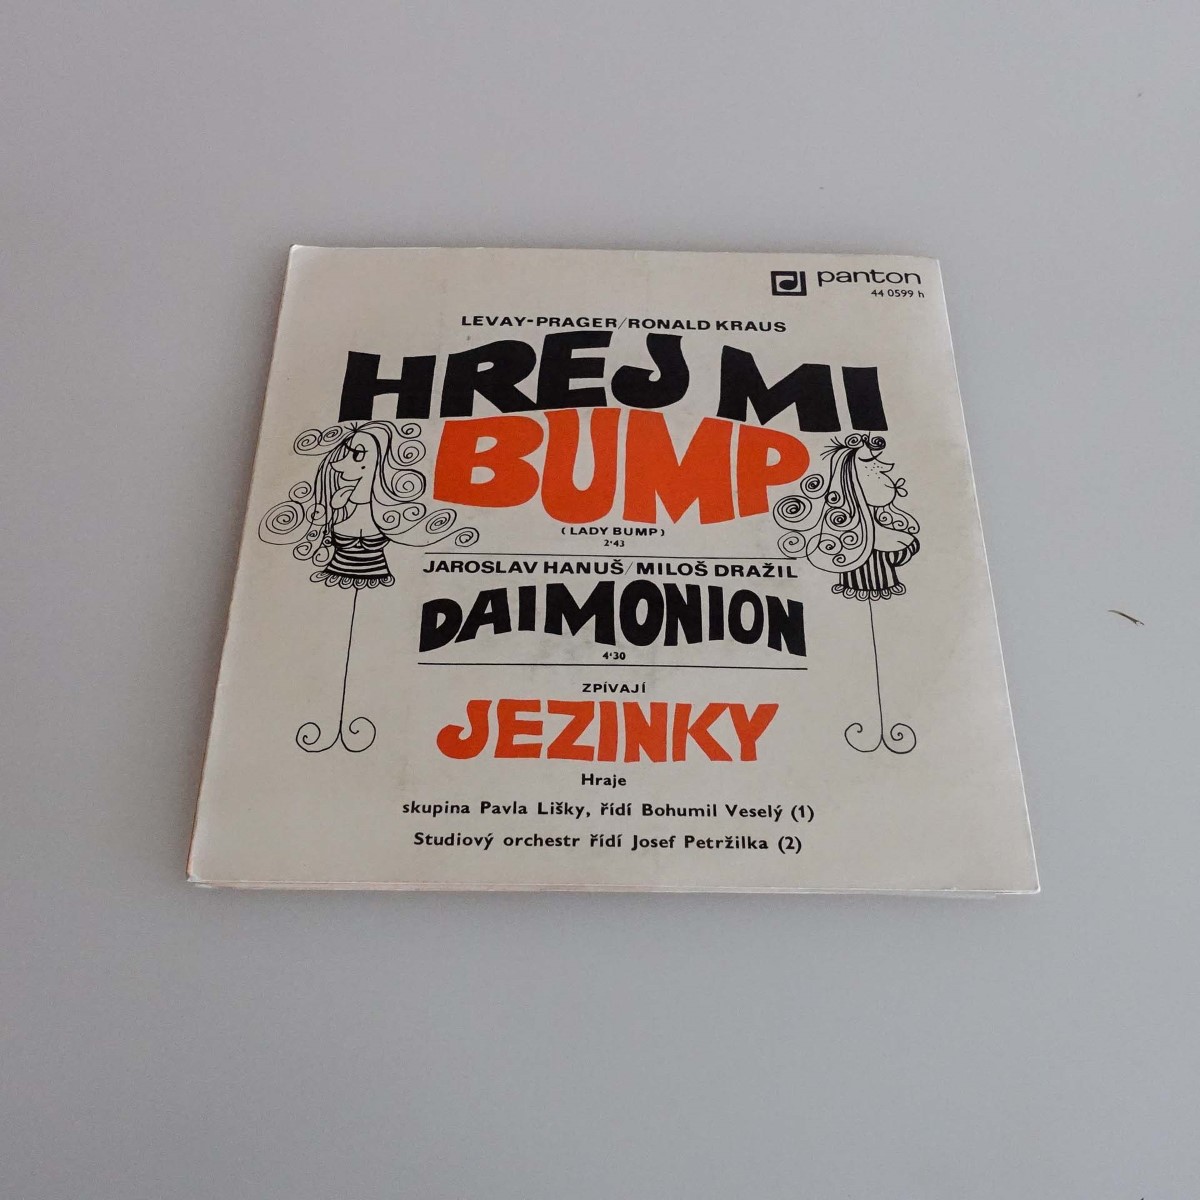 panton
44 0599 h
LEVAY-PRAGER/RONALD KRAUS
HREJ MI
BUMP
(LADY BUMP)
2'43
JAROSLAV HANUŠ/MILOŠ DRAŽIL
DAIMONION
4'30
ZPÍVAJÍ
JEZINKY
Hraje
skupina Pavla Lišky, řídí Bohumil Veselý (1)
Studiový orchestr řídí Josef Petržilka (2)